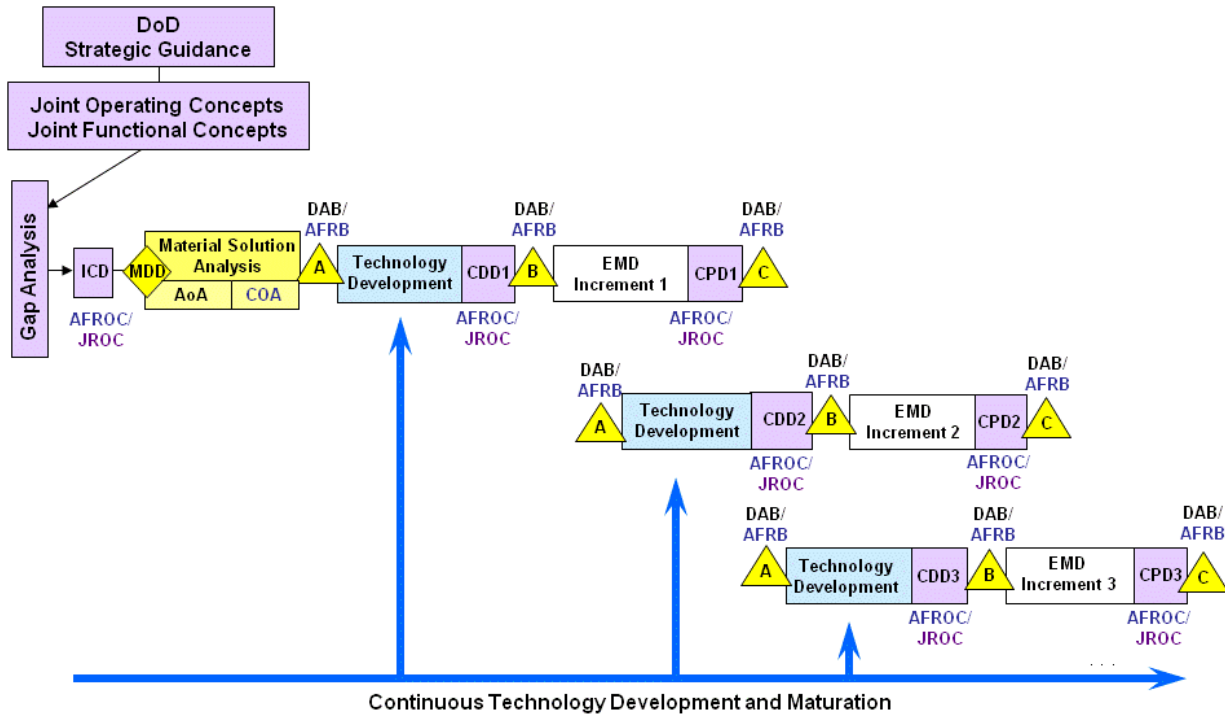 DoD
Strategic Guidance
Joint Operating Concepts
Joint Functional Concepts
Gap Analysis
ICD
AFROC/
JROC
MDD
Material Solution
Analysis
AoA
COA
DAB/
AFRB
A
Technology
Development
CDD1
AFROC/
JROC
DAB/
AFRB
B
EMD
Increment 1
CPD1
AFROC/
JROC
DAB/
AFRB
C
DAB/
AFRB
A
Technology
Development
CDD2
AFROC/
JROC
DAB/
AFRB
B
EMD
Increment 2
CPD2
AFROC/
JROC
DAB/
AFRB
C
DAB/
AFRB
A
Technology
Development
CDD3
AFROC/
JROC
DAB/
AFRB
B
EMD
Increment 3
CPD3
AFROC/
JROC
DAB/
AFRB
C
. . .
Continuous Technology Development and Maturation